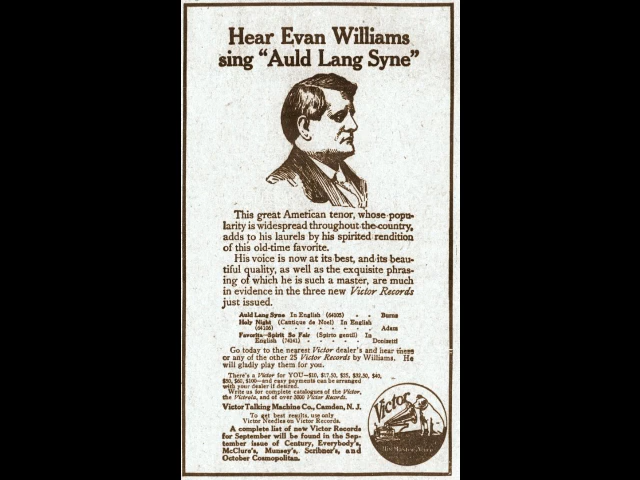 Hear Evan Williams
sing "Auld Lang Syne"
This great American tenor, whose popu-
larity is widespread throughout the country,
adds to his laurels by his spirited rendition
of this old-time favorite.
His voice is now at its best, and its beau-
tiful quality, as well as the exquisite phras-
ing of which he is such a master, are much
in evidence in the three new Victor Records
just issued.
Auld Lang Syne In English (64105) - - Burns
Holy Night (Cantique de Noel) In English
(64106) - - - - - - - Adam
Favorita—Spirit So Fair (Spirto gentil) In
English (74141) - - - - - Donizetti
Go today to the nearest Victor dealer's and hear these
or any of the other 25 Victor Records by Williams. He
will gladly play them for you.
There's a Victor for YOU—$10, $17.50, $25, $32.50, $40,
$50, $60, $100—and easy payments can be arranged
with your dealer if desired.
Write us for complete catalogues of the Victor,
the Victrola, and of over 3000 Victor Records.
Victor Talking Machine Co., Camden, N. J.
To get best results, use only
Victor Needles on Victor Records.
A complete list of new Victor Records
for September will be found in the Sep-
tember issue of Century, Everybody's,
McClure's, Munsey's, Scribner's, and
October Cosmopolitan.
Victor
His Master's Voice